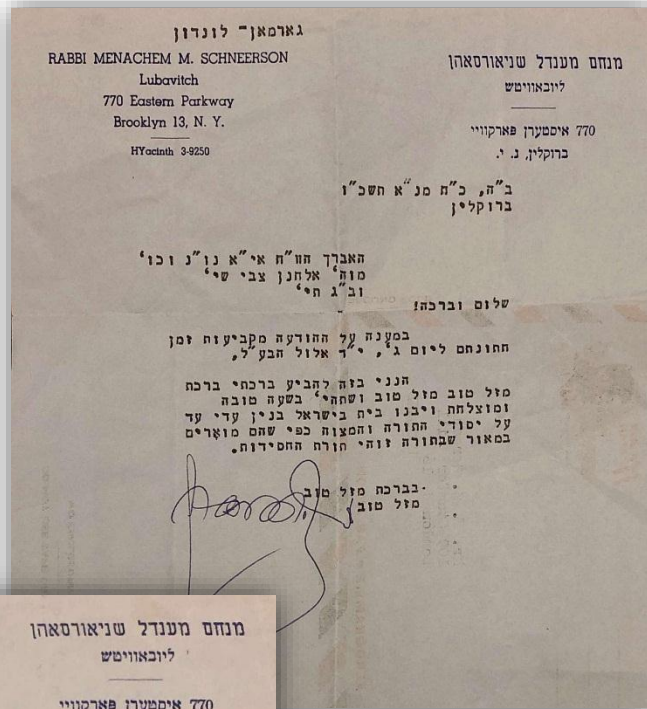 גארמאן - לונדון
RABBI MENACHEM M. SCHNEERSON
Lubavitch
770 Eastern Parkway
Brooklyn 13, N. Y.
HYacinth 3-9250
מנחם מענדל שניאורסאהן
ליובאוויטש
770 איסטערן פארקוויי
ברוקלין, נ. י.
ב"ה, כ"ח מנ"א תשכ"ו
ברוקלין
האברך הוו"ח אי"א נו"נ וכו'
מוה' אלחנן צבי שי'
וב"ג תי'
שלום וברכה!
במענה על ההודעה מקביעות זמן
חתונתם ליום ג', י"ד אלול הבע"ל,
הנני בזה להביע ברכתי ברכת
מזל טוב מזל טוב ושתהי' בשעה טובה
ומוצלחת ויבנו בית בישראל בנין עדי עד
על יסודי התורה והמצוה כפי שהם מוארים
במאור שבתורה זוהי תורת החסידות.
בברכת מזל טוב
מזל טוב
מנחם מענדל שניאורסאהן
ליובאוויטש
770 איסטערן פארקוויי